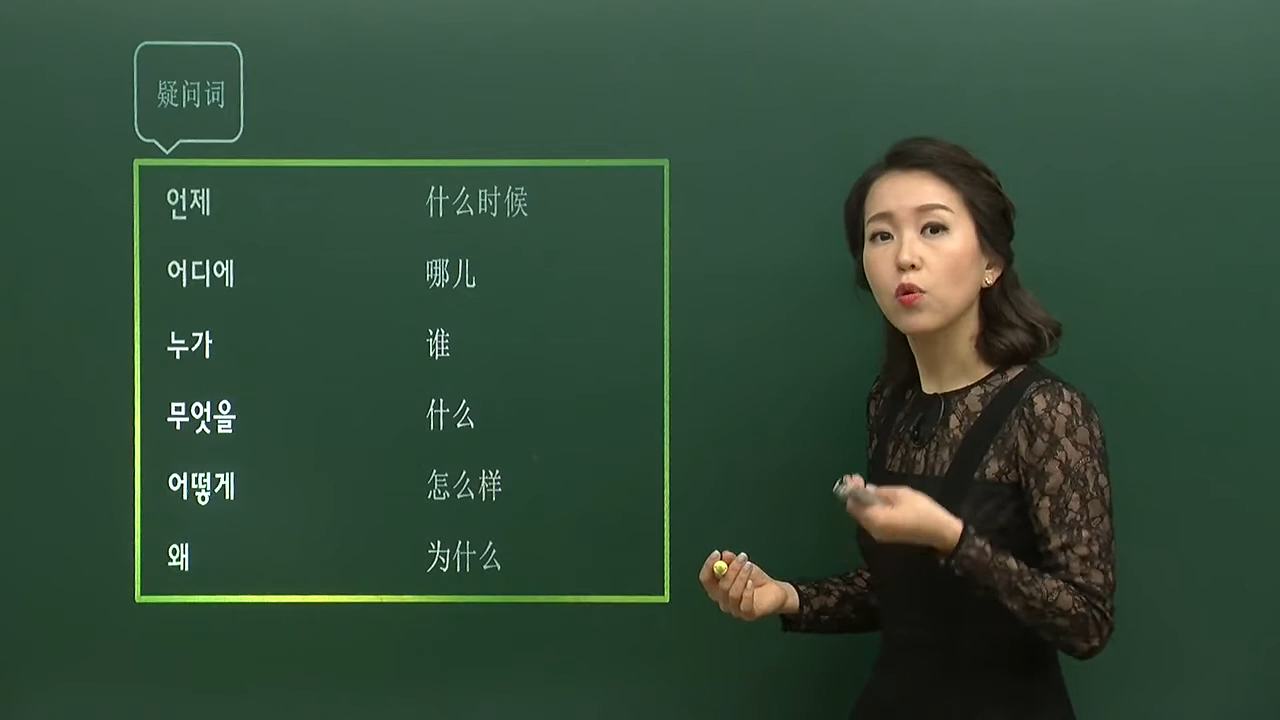 疑问词
언제 什么时候
어디에 哪儿
누가 谁
무엇을 什么
어떻게 怎么样
왜 为什么